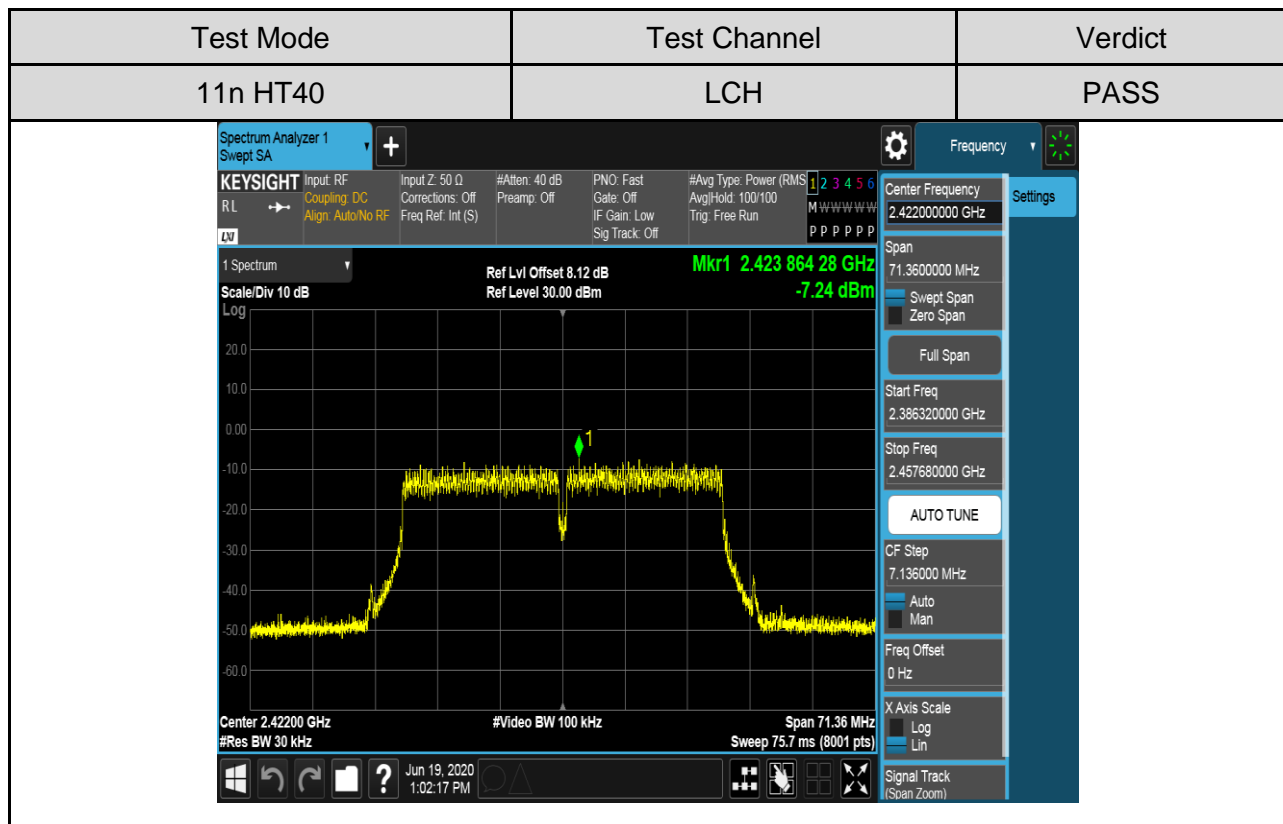 Test Mode Test Channel Verdict
11n HT40 LCH PASS
Spectrum Analyzer 1
Swept SA
+
Frequency
KEYSIGHT
RL
LXI
Input: RF
Coupling: DC
Align: Auto/No RF
Input Z: 50 Ω
Corrections: Off
Freq Ref: Int (S)
#Atten: 40 dB
Preamp: Off
PNO: Fast
Gate: Off
IF Gain: Low
Sig Track: Off
#Avg Type: Power (RMS
Avg|Hold: 100/100
Trig: Free Run
1 2 3 4 5 6
M W W W W W
P P P P P P
1 Spectrum
Scale/Div 10 dB
Log
Ref Lvl Offset 8.12 dB
Ref Level 30.00 dBm
Mkr1 2.423 864 28 GHz
-7.24 dBm
20.0
10.0
0.00
-10.0
-20.0
-30.0
-40.0
-50.0
-60.0
1
Center 2.42200 GHz
#Res BW 30 kHz
#Video BW 100 kHz
Span 71.36 MHz
Sweep 75.7 ms (8001 pts)
?
Jun 19, 2020
1:02:17 PM
Center Frequency
2.422000000 GHz
Settings
Span
71.3600000 MHz
Swept Span
Zero Span
Full Span
Start Freq
2.386320000 GHz
Stop Freq
2.457680000 GHz
AUTO TUNE
CF Step
7.136000 MHz
Auto
Man
Freq Offset
0 Hz
X Axis Scale
Log
Lin
Signal Track
(Span Zoom)